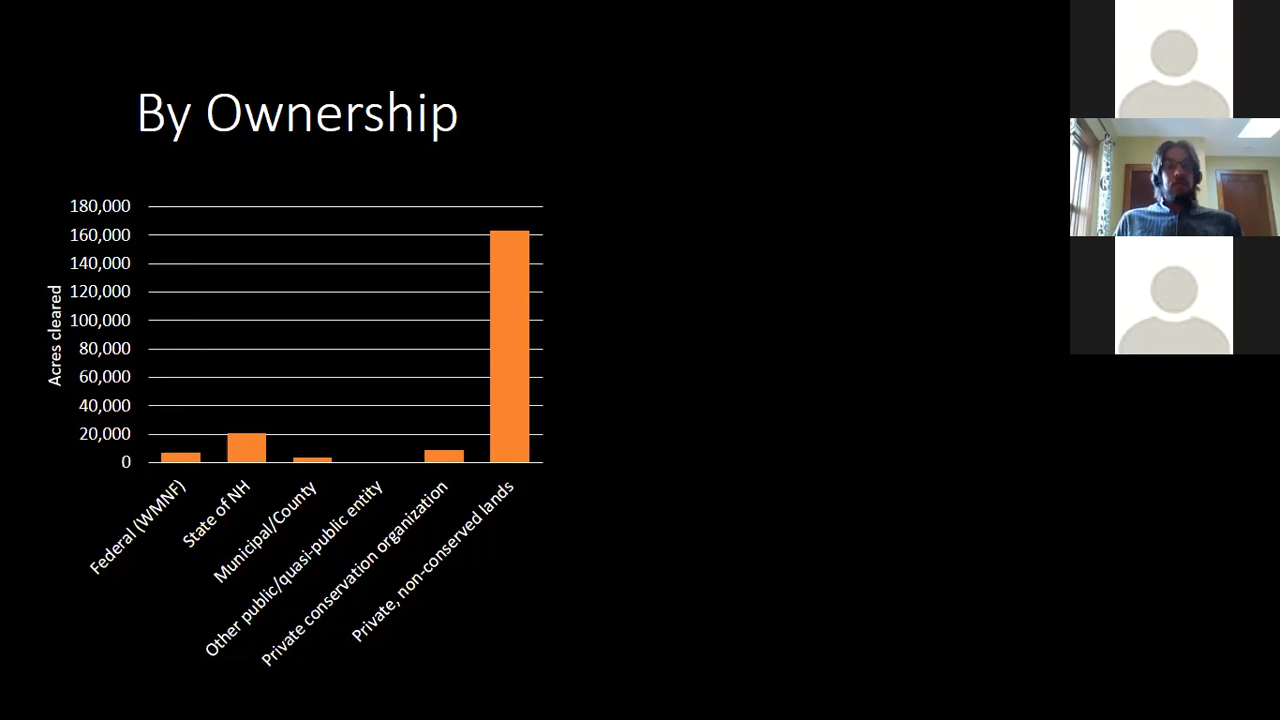 By Ownership
180,000
160,000
140,000
120,000
100,000
80,000
60,000
40,000
20,000
0
Acres cleared
Federal (WMNF)
State of NH
Municipal/County
Other public/quasi-public entity
Private conservation organization
Private, non-conserved lands